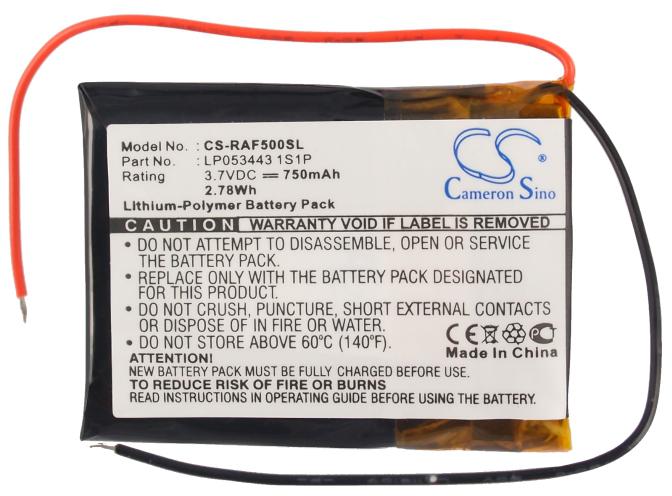 Model No. : CS-RAF500SL
Part No. : LP053443 1S1P
Rating : 3.7VDC 750mAh
2.78Wh
Lithium-Polymer Battery Pack
CS
Cameron Sino
WARRANTY VOID IF LABEL IS REMOVED
• DO NOT ATTEMPT TO DISASSEMBLE, OPEN OR SERVICE
THE BATTERY PACK.
• REPLACE ONLY WITH THE BATTERY PACK DESIGNATED
FOR THIS PRODUCT.
• DO NOT CRUSH, PUNCTURE, SHORT EXTERNAL CONTACTS
OR DISPOSE OF IN FIRE OR WATER.
• DO NOT STORE ABOVE 60°C (140°F).
CE
Made In China
ATTENTION!
NEW BATTERY PACK MUST BE FULLY CHARGED BEFORE USE
TO REDUCE RISK OF FIRE OR BURNS
READ INSTRUCTIONS IN OPERATING GUIDE BEFORE USE.